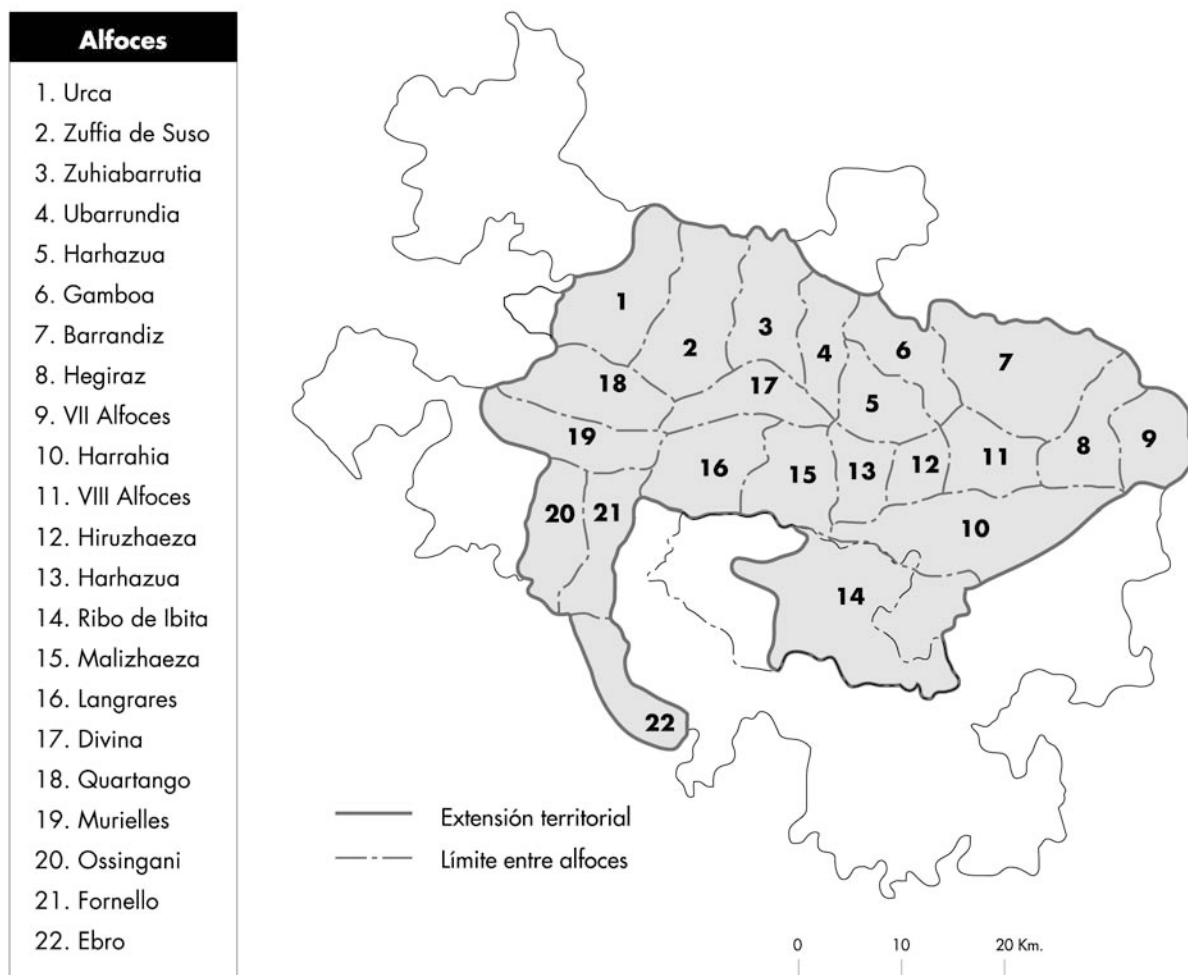 Alfoces
1. Urca
2. Zuffia de Suso
3. Zuhiabarrutia
4. Ubarrundia
5. Harhazua
6. Gamboa
7. Barrandiz
8. Hegiraz
9. VII Alfoces
10. Harrahia
11. VIII Alfoces
12. Hiruzhaeza
13. Harhazua
14. Ribo de Ibita
15. Malizhaeza
16. Langrares
17. Divina
18. Quartango
19. Murielles
20. Ossingani
21. Fornello
22. Ebro
1
2
3
4
6
7
18
17
5
19
16
15
13
12
11
8
9
20
21
10
14
22
Extensión territorial
Límite entre alfoces
0 10 20 Km.